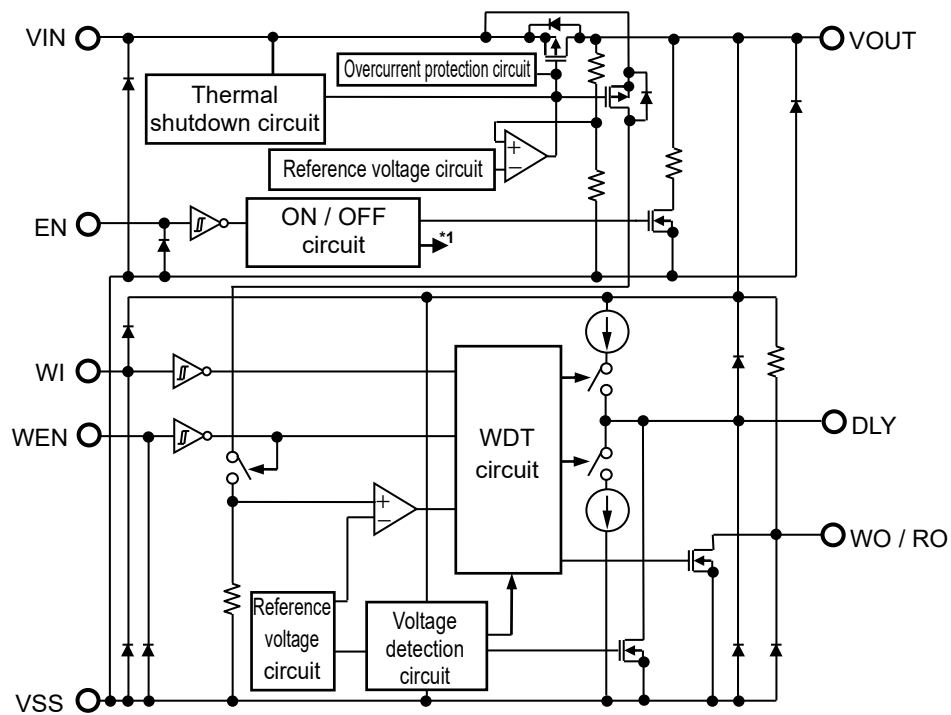 VIN
VOUT
Overcurrent protection circuit
Thermal
shutdown circuit
+
−
Reference voltage circuit
EN
ON / OFF
circuit
*1
WI
WEN
WDT
circuit
DLY
+
−
WO / RO
Reference
voltage
circuit
Voltage
detection
circuit
VSS